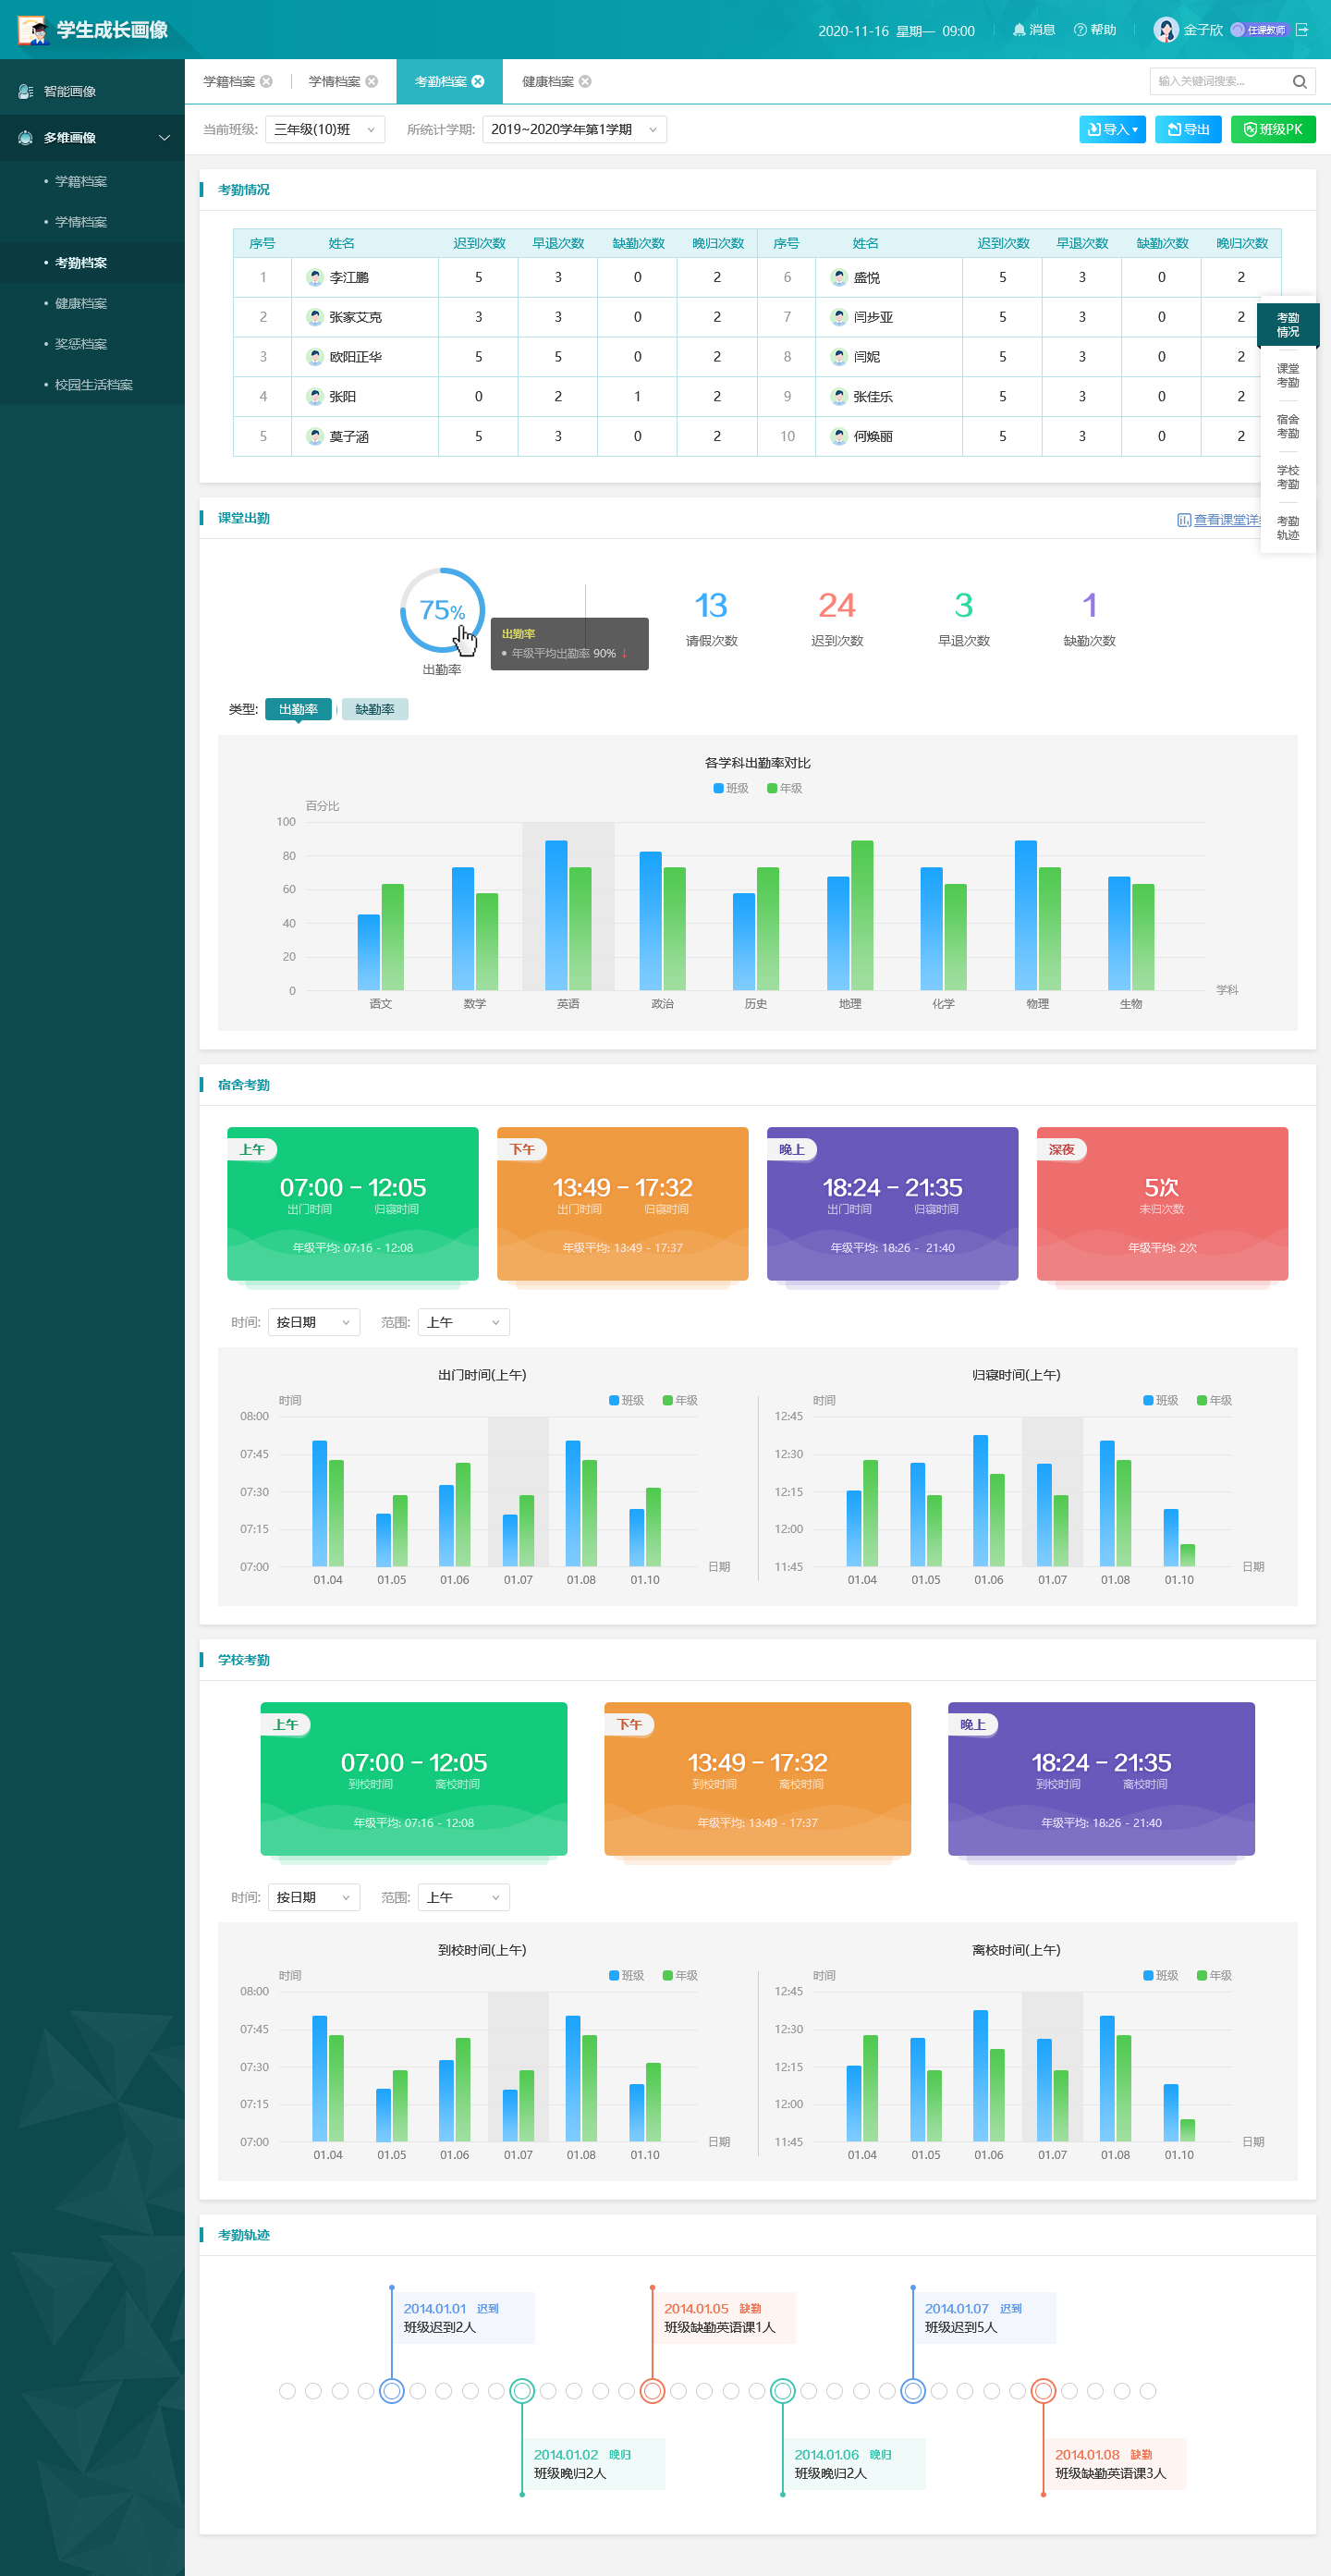 学生成长画像
2020-11-16 星期一 09:00 消息 帮助 金子欣 任课教师
智能画像
多维画像
学籍档案
学情档案
考勤档案
健康档案
奖惩档案
校园生活档案
学籍档案 学情档案 考勤档案 健康档案 输入关键词搜索...
当前班级: 三年级(10)班 所统计学期: 2019~2020学年第1学期 导入 导出 班级PK
考勤情况
序号 姓名 迟到次数 早退次数 缺勤次数 晚归次数 序号 姓名 迟到次数 早退次数 缺勤次数 晚归次数
1 李江鹏 5 3 0 2 6 盛悦 5 3 0 2
2 张家艾克 3 3 0 2 7 闫步亚 5 3 0 2
3 欧阳正华 5 5 0 2 8 闫妮 5 3 0 2
4 张阳 0 2 1 2 9 张佳乐 5 3 0 2
5 莫子涵 5 3 0 2 10 何焕丽 5 3 0 2
考勤
情况
课堂
考勤
宿舍
考勤
学校
考勤
考勤
轨迹
课堂出勤
查看课堂详
75%
出勤率
出勤率
年级平均出勤率 90% ↓
13 24 3 1
请假次数 迟到次数 早退次数 缺勤次数
类型: 出勤率 缺勤率
各学科出勤率对比
班级 年级
百分比
100
80
60
40
20
0
语文 数学 英语 政治 历史 地理 化学 物理 生物 学科
宿舍考勤
上午
07:00 - 12:05
出门时间 归寝时间
年级平均: 07:16 - 12:08
下午
13:49 - 17:32
出门时间 归寝时间
年级平均: 13:49 - 17:37
晚上
18:24 - 21:35
出门时间 归寝时间
年级平均: 18:26 - 21:40
深夜
5次
未归次数
年级平均: 2次
时间: 按日期 范围: 上午
出门时间(上午)
时间 班级 年级
08:00
07:45
07:30
07:15
07:00
01.04 01.05 01.06 01.07 01.08 01.10 日期
归寝时间(上午)
时间 班级 年级
12:45
12:30
12:15
12:00
11:45
01.04 01.05 01.06 01.07 01.08 01.10 日期
学校考勤
上午
07:00 - 12:05
到校时间 离校时间
年级平均: 07:16 - 12:08
下午
13:49 - 17:32
到校时间 离校时间
年级平均: 13:49 - 17:37
晚上
18:24 - 21:35
到校时间 离校时间
年级平均: 18:26 - 21:40
时间: 按日期 范围: 上午
到校时间(上午)
时间 班级 年级
08:00
07:45
07:30
07:15
07:00
01.04 01.05 01.06 01.07 01.08 01.10 日期
离校时间(上午)
时间 班级 年级
12:45
12:30
12:15
12:00
11:45
01.04 01.05 01.06 01.07 01.08 01.10 日期
考勤轨迹
2014.01.01 迟到
班级迟到2人
2014.01.05 缺勤
班级缺勤英语课1人
2014.01.07 迟到
班级迟到5人
2014.01.02 晚归
班级晚归2人
2014.01.06 晚归
班级晚归2人
2014.01.08 缺勤
班级缺勤英语课3人